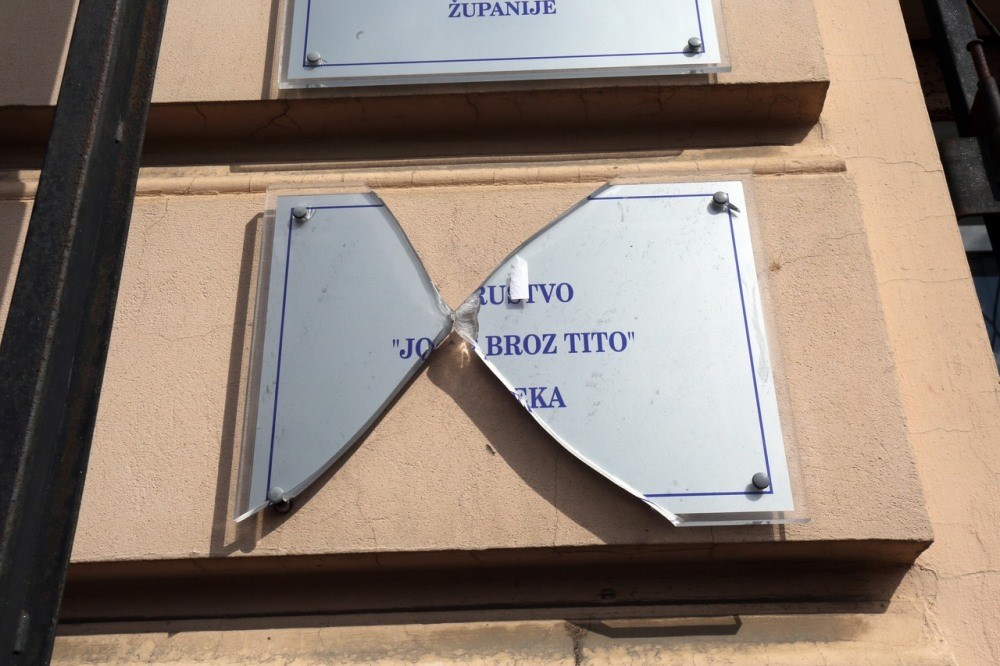 ŽUPANIJE
RUŠTVO
"JO BROZ TITO"
EKA